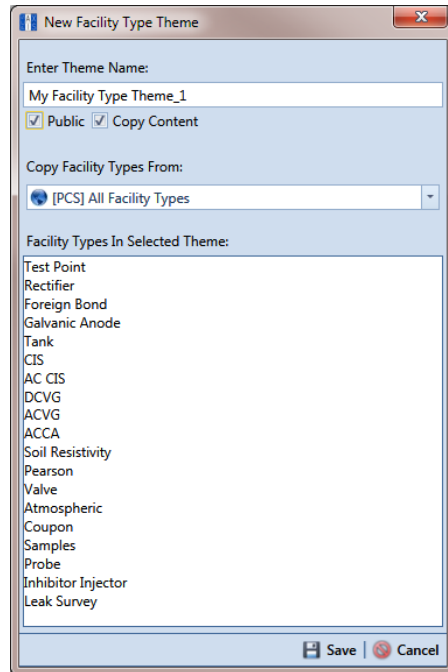 New Facility Type Theme
Enter Theme Name:
My Facility Type Theme_1
Public Copy Content
Copy Facility Types From:
[PCS] All Facility Types
Facility Types In Selected Theme:
Test Point
Rectifier
Foreign Bond
Galvanic Anode
Tank
CIS
AC CIS
DCVG
ACVG
ACCA
Soil Resistivity
Pearson
Valve
Atmospheric
Coupon
Samples
Probe
Inhibitor Injector
Leak Survey
Save | Cancel